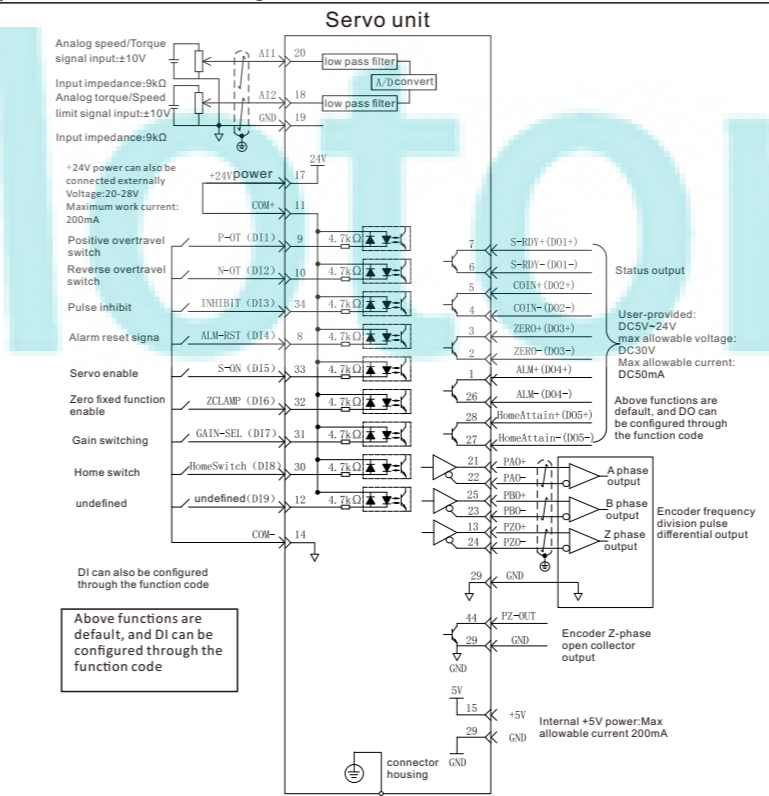 Servo unit
Analog speed/Torque
signal input:±10V
Input impedance:9kΩ
Analog torque/Speed
limit signal input:±10V
Input impedance:9kΩ
AI1
20
low pass filter
A/D convert
AI2
18
low pass filter
GND
19
24V
+24V power can also be
connected externally
Voltage:20-28V
Maximum work current:
200mA
+24V power
17
COM+
11
Positive overtravel
switch
P-OT (DI1)
9
4.7kΩ
Reverse overtravel
switch
N-OT (DI2)
10
4.7kΩ
Pulse inhibit
INHIBIT (DI3)
34
4.7kΩ
Alarm reset signa
ALM-RST (DI4)
8
4.7kΩ
Servo enable
S-ON (DI5)
33
4.7kΩ
Zero fixed function
enable
ZCLAMP (DI6)
32
4.7kΩ
Gain switching
GAIN-SEL (DI7)
31
4.7kΩ
Home switch
HomeSwitch (DI8)
30
4.7kΩ
undefined
undefined(DI9)
12
4.7kΩ
COM-
14
DI can also be configured
through the function code
Above functions are
default, and DI can be
configured through the
function code
7
S-RDY+(DO1+)
6
S-RDY-(DO1-)
5
COIN+(DO2+)
4
COIN-(DO2-)
3
ZERO+(DO3+)
2
ZERO-(DO3-)
1
ALM+(DO4+)
26
ALM-(DO4-)
28
HomeAttain+(DO5+)
27
HomeAttain-(DO5-)
Status output
User-provided:
DC5V~24V
max allowable voltage:
DC30V
Max allowable current:
DC50mA
Above functions are
default, and DO can
be configured through
the function code
21
PAO+
22
PAO-
25
PBO+
23
PBO-
13
PZO+
24
PZO-
A phase
output
B phase
output
Z phase
output
Encoder frequency
division pulse
differential output
29
GND
44
PZ-OUT
29
GND
GND
Encoder Z-phase
open collector
output
5V
15
+5V
29
GND
GND
Internal +5V power:Max
allowable current 200mA
connector
housing